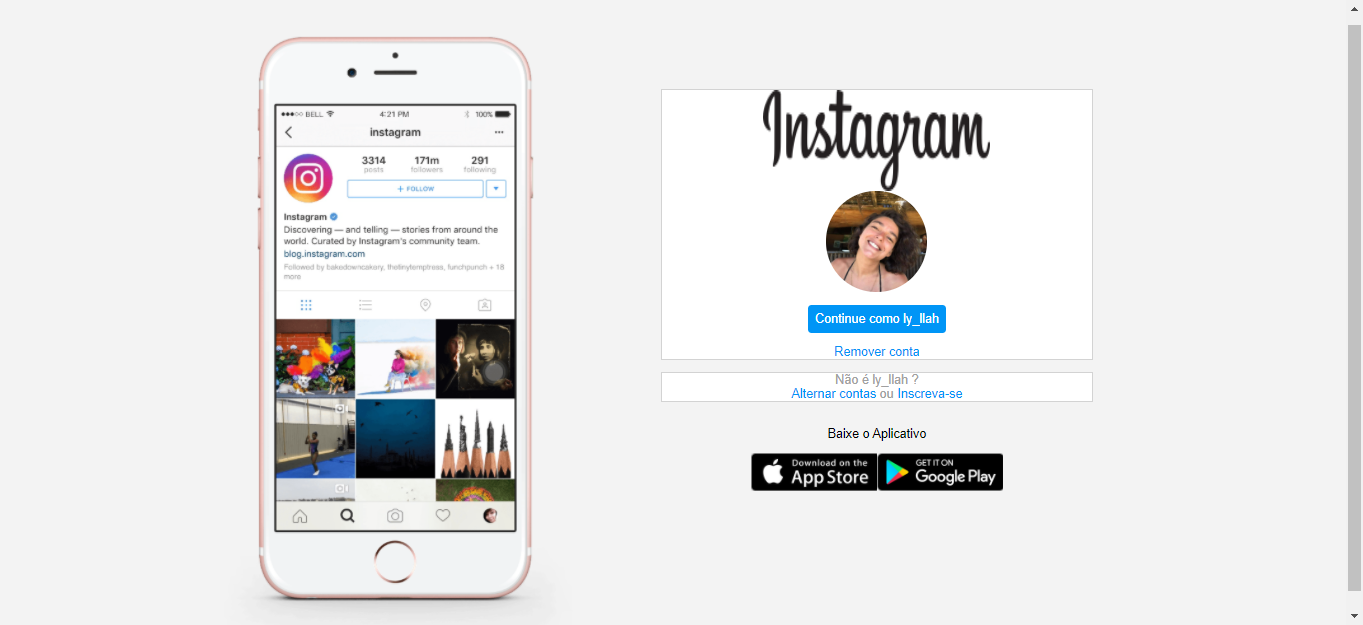 BELL
4:21 PM
100%
instagram
3314
posts
171m
followers
291
following
+ FOLLOW
Instagram
Discovering — and telling — stories from around the
world. Curated by Instagram's community team.
blog.instagram.com
Followed by bakedowncakery, thetinytemptress, funchpunch + 18
more
Instagram
Continue como ly_llah
Remover conta
Não é ly_llah ?
Alternar contas ou Inscreva-se
Baixe o Aplicativo
Download on the
App Store
GET IT ON
Google Play